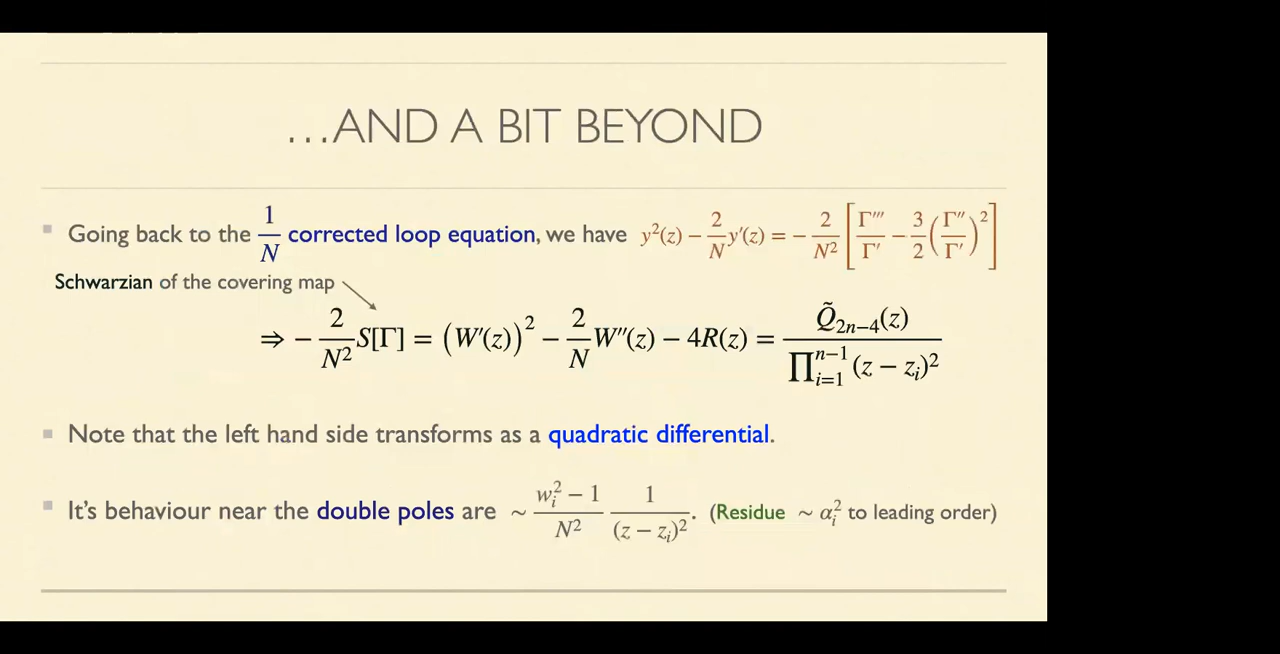 …AND A BIT BEYOND
Going back to the 1/N corrected loop equation, we have y²(z) − 2/N y′(z) = − 2/N² [Γ‴/Γ′ − 3/2 (Γ″/Γ′)²]
Schwarzian of the covering map
⇒ − 2/N² S[Γ] = (W′(z))² − 2/N W″(z) − 4R(z) = Q̃₂ₙ₋₄(z) / ∏ᵢ₌₁ⁿ⁻¹ (z − zᵢ)²
Note that the left hand side transforms as a quadratic differential.
It's behaviour near the double poles are ∼ (wᵢ² − 1)/N² 1/(z − zᵢ)². (Residue ∼ αᵢ² to leading order)